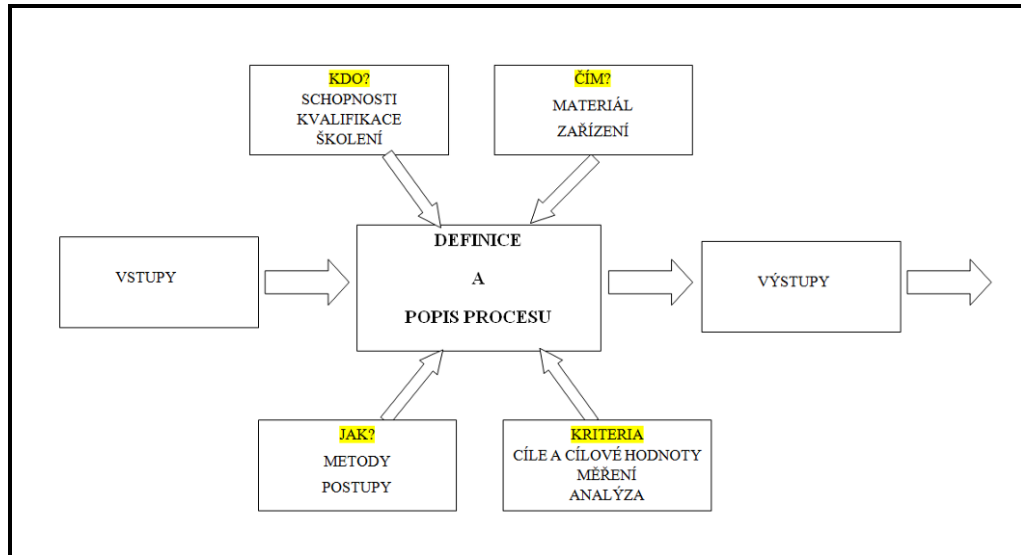 KDO?
SCHOPNOSTI
KVALIFIKACE
ŠKOLENÍ
ČÍM?
MATERIÁL
ZAŘÍZENÍ
VSTUPY
DEFINICE
A
POPIS PROCESU
VÝSTUPY
JAK?
METODY
POSTUPY
KRITERIA
CÍLE A CÍLOVÉ HODNOTY
MĚŘENÍ
ANALÝZA